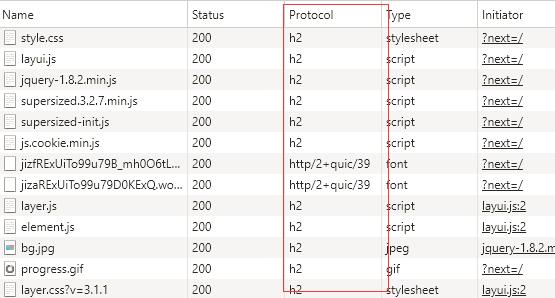 Name Status Protocol Type Initiator
style.css 200 h2 stylesheet ?next=/
layui.js 200 h2 script ?next=/
jquery-1.8.2.min.js 200 h2 script ?next=/
supersized.3.2.7.min.js 200 h2 script ?next=/
supersized-init.js 200 h2 script ?next=/
js.cookie.min.js 200 h2 script ?next=/
jizfRExUiTo99u79B_mh0O6tL... 200 http/2+quic/39 font ?next=/
jizaRExUiTo99u79D0KExQ.wo... 200 http/2+quic/39 font ?next=/
layer.js 200 h2 script layui.js:2
element.js 200 h2 script layui.js:2
bg.jpg 200 h2 jpeg jquery-1.8.2.m
progress.gif 200 h2 gif ?next=/
layer.css?v=3.1.1 200 h2 stylesheet layui.js:2